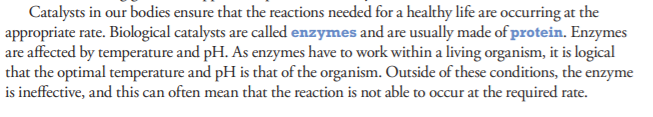 Catalysts in our bodies ensure that the reactions needed for a healthy life are occurring at the
appropriate rate. Biological catalysts are called enzymes and are usually made of protein. Enzymes
are affected by temperature and pH. As enzymes have to work within a living organism, it is logical
that the optimal temperature and pH is that of the organism. Outside of these conditions, the enzyme
is ineffective, and this can often mean that the reaction is not able to occur at the required rate.